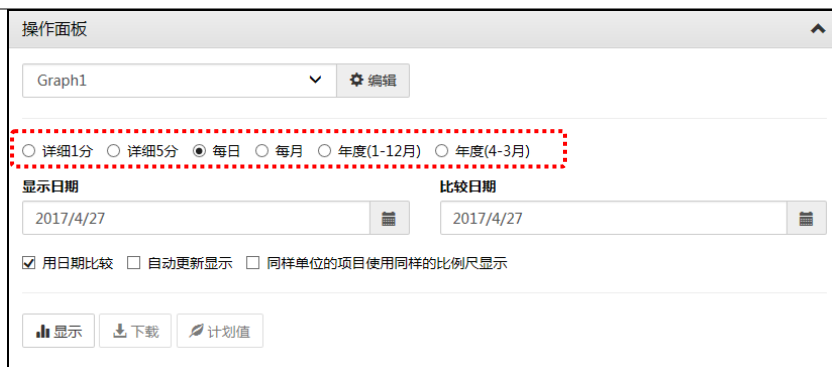 操作面板
Graph1 编辑
详细1分 详细5分 每日 每月 年度(1-12月) 年度(4-3月)
显示日期 比较日期
2017/4/27 2017/4/27
用日期比较 自动更新显示 同样单位的项目使用同样的比例尺显示
显示 下载 计划值